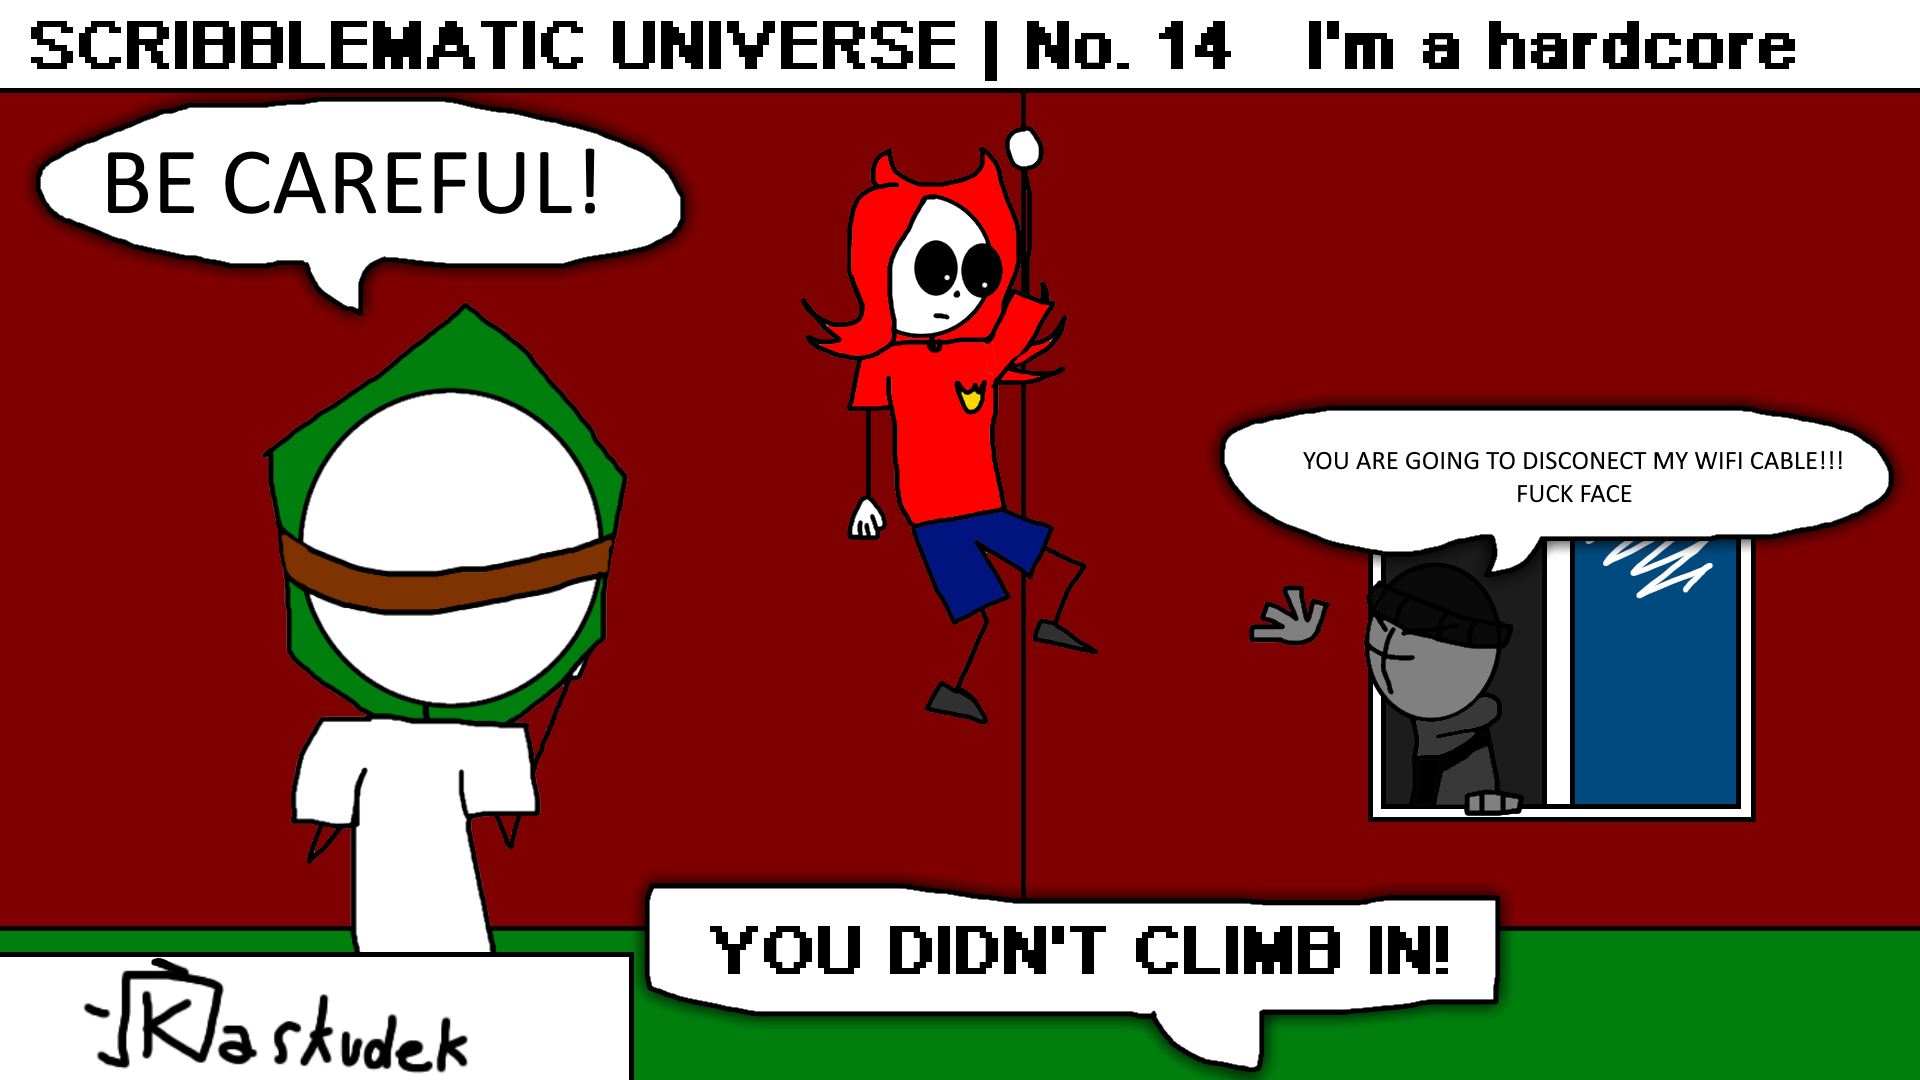 SCRIBBLEMATIC UNIVERSE | No. 14 I'm a hardcore
BE CAREFUL!
YOU ARE GOING TO DISCONECT MY WIFI CABLE!!!
FUCK FACE
YOU DIDN'T CLIMB IN!
Kastudek